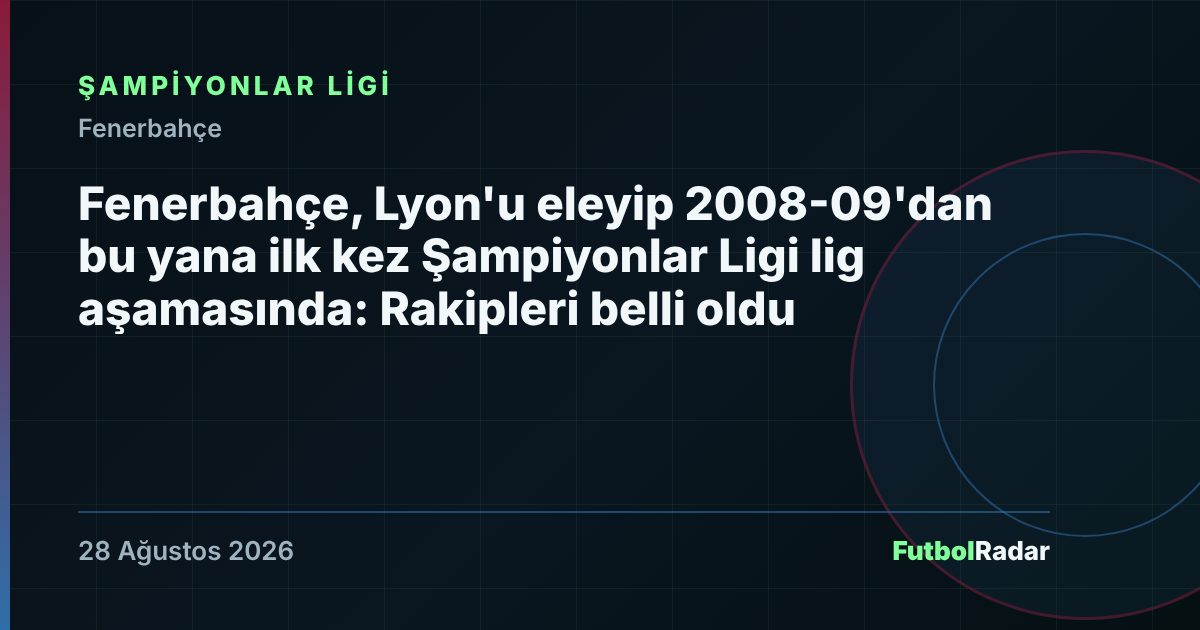 ŞAMPİYONLAR LİGİ
Fenerbahçe
Fenerbahçe, Lyon'u eleyip 2008-09'dan
bu yana ilk kez Şampiyonlar Ligi lig
aşamasında: Rakipleri belli oldu
28 Ağustos 2026
FutbolRadar